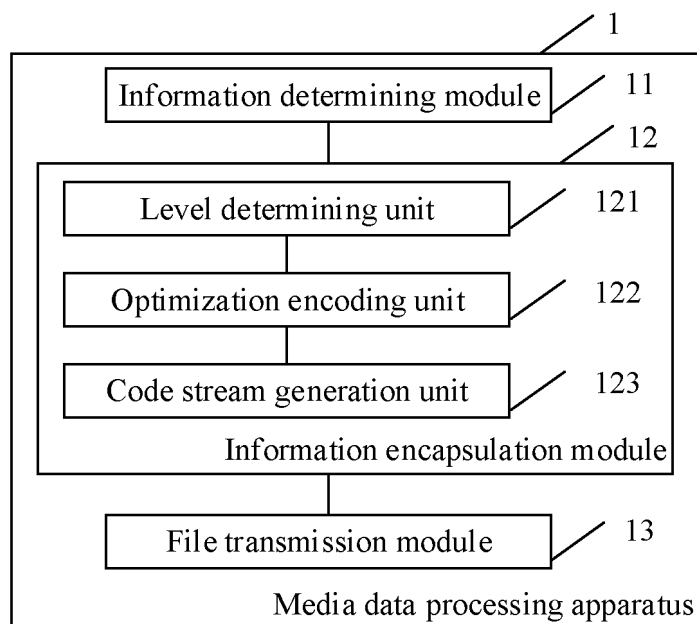 1
Information determining module
11
12
Level determining unit
121
Optimization encoding unit
122
Code stream generation unit
123
Information encapsulation module
File transmission module
13
Media data processing apparatus